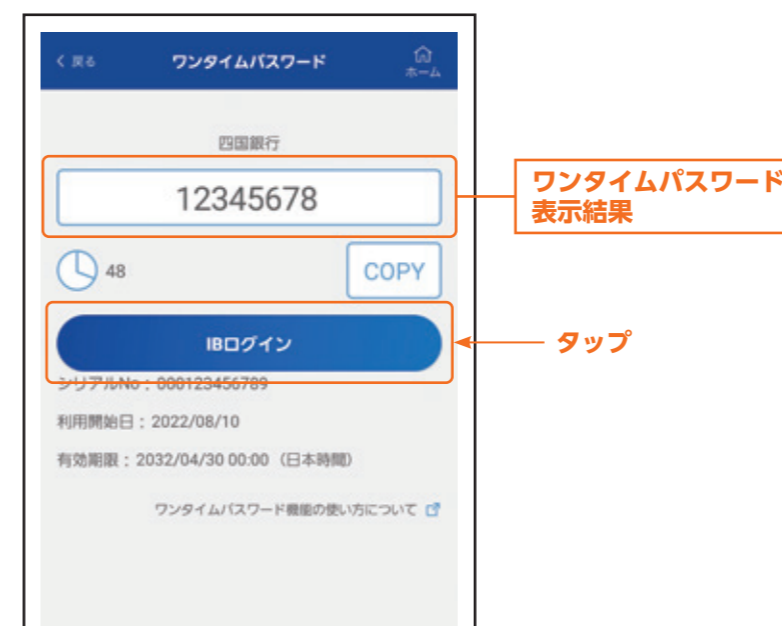 戻る
ワンタイムパスワード
ホーム
四国銀行
12345678
ワンタイムパスワード
表示結果
48
COPY
IBログイン
タップ
シリアルNo：000123456789
利用開始日：2022/08/10
有効期限：2032/04/30 00:00（日本時間）
ワンタイムパスワード機能の使い方について